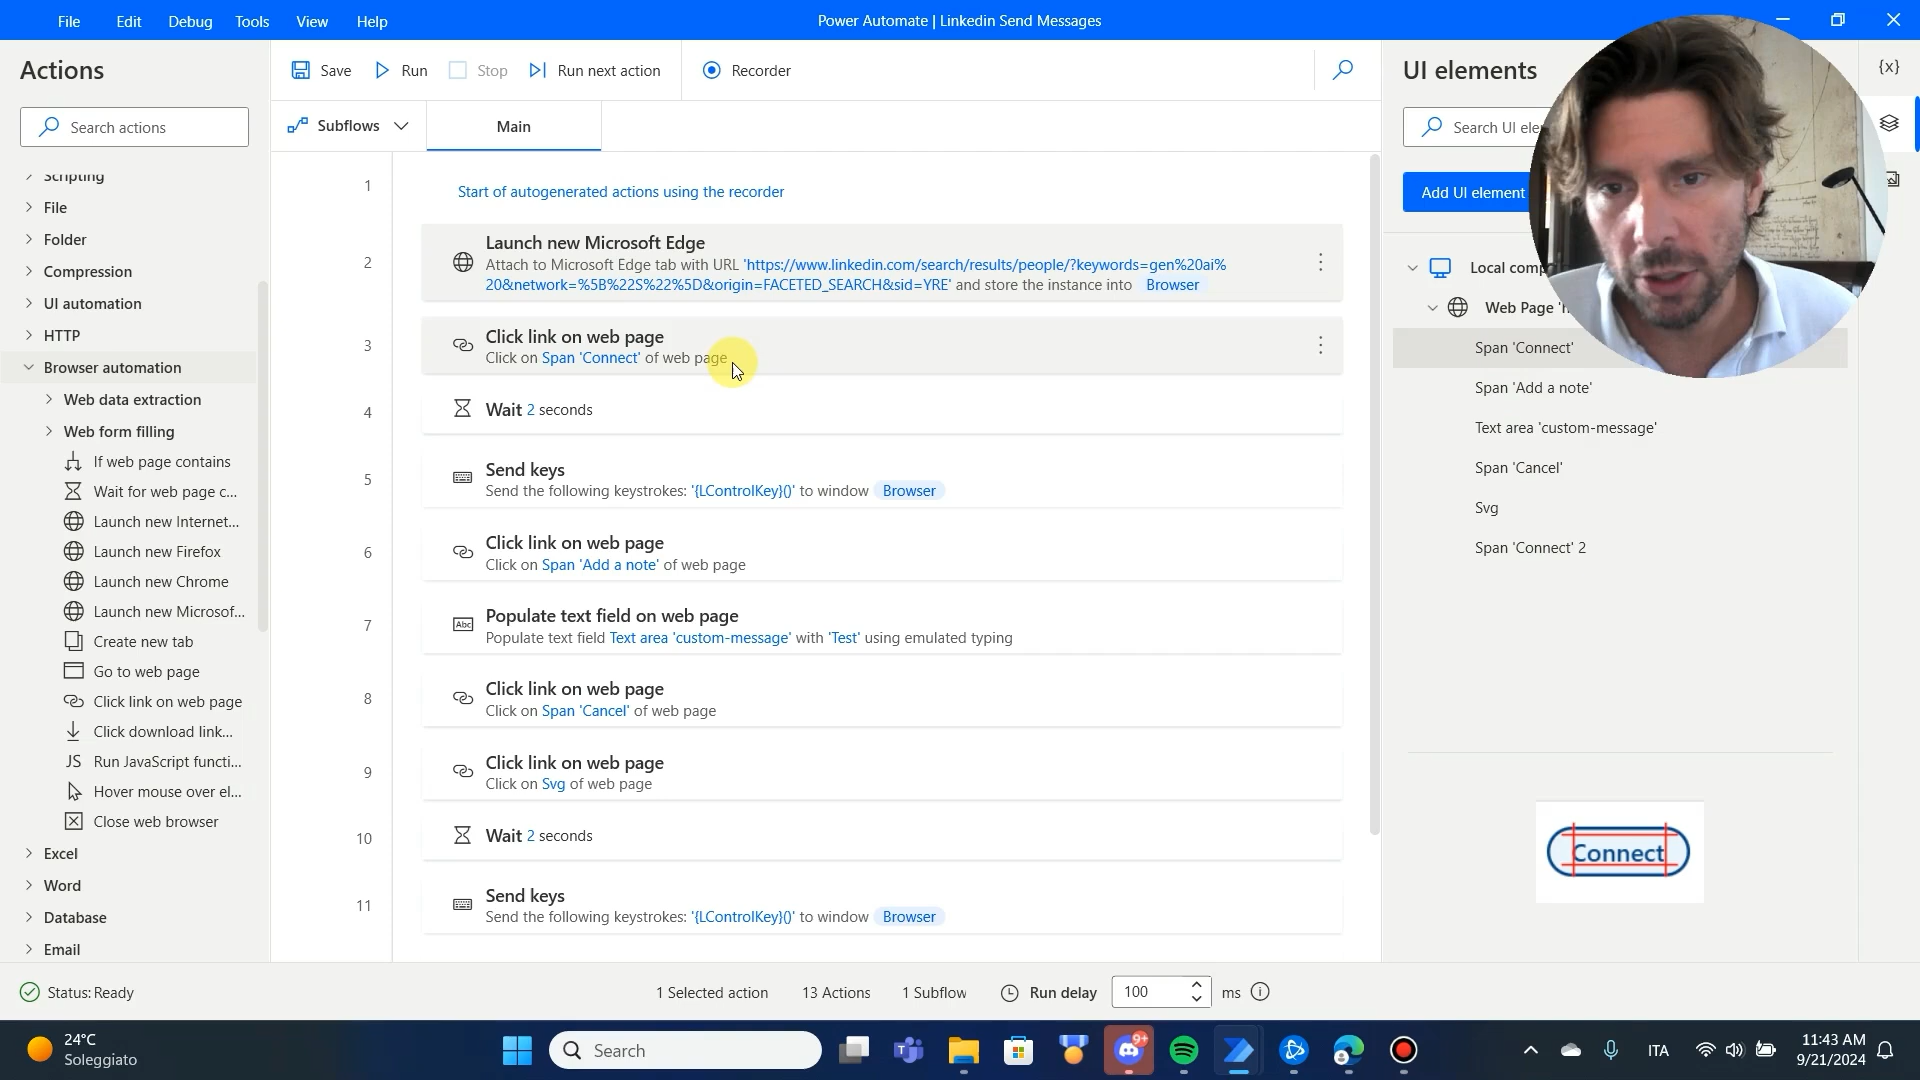 File Edit Debug Tools View Help
Power Automate | Linkedin Send Messages
Actions
Search actions
Scripting
File
Folder
Compression
UI automation
HTTP
Browser automation
Web data extraction
Web form filling
If web page contains
Wait for web page c...
Launch new Internet...
Launch new Firefox
Launch new Chrome
Launch new Microsof...
Create new tab
Go to web page
Click link on web page
Click download link...
JS Run JavaScript functi...
Hover mouse over el...
Close web browser
Excel
Word
Database
Email
Save Run Stop Run next action Recorder
Subflows Main
1 Start of autogenerated actions using the recorder
2 Launch new Microsoft Edge
Attach to Microsoft Edge tab with URL 'https://www.linkedin.com/search/results/people/?keywords=gen%20ai%
20&network=%5B%22S%22%5D&origin=FACETED_SEARCH&sid=YRE' and store the instance into Browser
3 Click link on web page
Click on Span 'Connect' of web page
4 Wait 2 seconds
5 Send keys
Send the following keystrokes: '{LControlKey}()' to window Browser
6 Click link on web page
Click on Span 'Add a note' of web page
7 Abc Populate text field on web page
Populate text field Text area 'custom-message' with 'Test' using emulated typing
8 Click link on web page
Click on Span 'Cancel' of web page
9 Click link on web page
Click on Svg of web page
10 Wait 2 seconds
11 Send keys
Send the following keystrokes: '{LControlKey}()' to window Browser
UI elements
{x}
Search UI ele
Add UI element
Local comp
Web Page
Span 'Connect'
Span 'Add a note'
Text area 'custom-message'
Span 'Cancel'
Svg
Span 'Connect' 2
Connect
Status: Ready
1 Selected action 13 Actions 1 Subflow Run delay 100 ms
24°C
Soleggiato
Search
9+
ITA
11:43 AM
9/21/2024